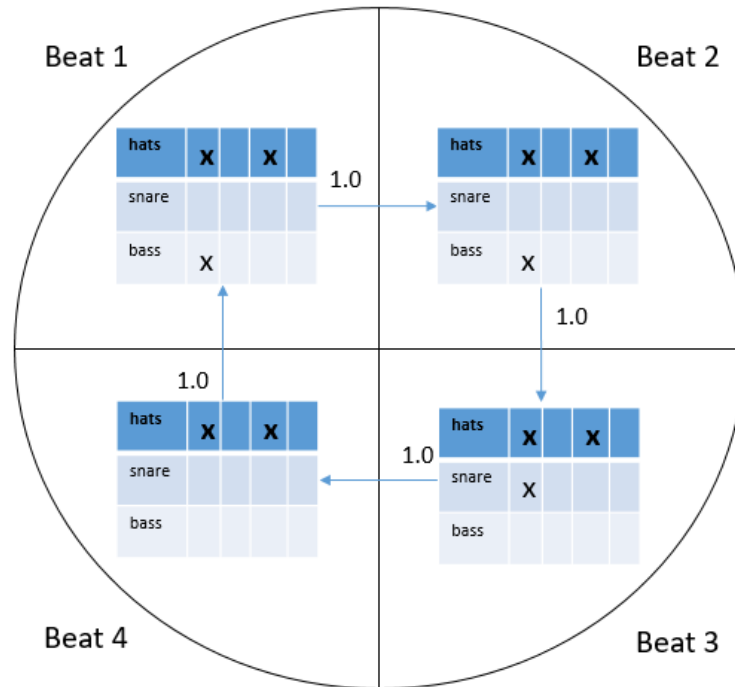 Beat 1
Beat 2
hats X X
snare
bass X
1.0
hats X X
snare
bass X
1.0
1.0
hats X X
snare
bass
1.0
hats X X
snare X
bass
Beat 4
Beat 3